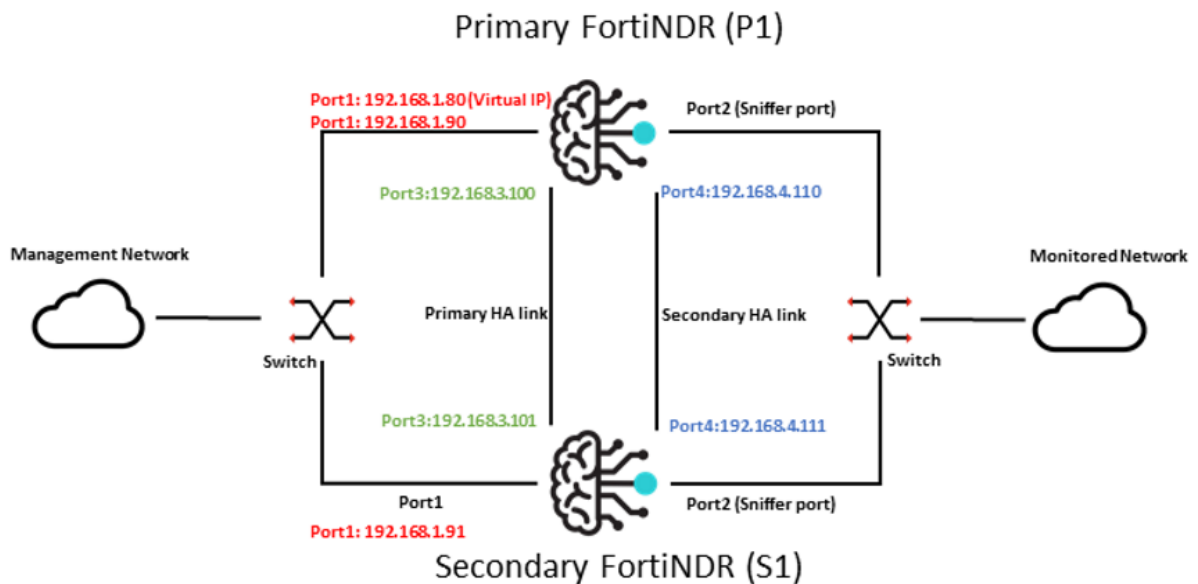 Primary FortiNDR (P1)
Port1: 192.168.1.80 (Virtual IP)
Port1: 192.168.1.90
Port2 (Sniffer port)
Port3:192.168.3.100
Port4:192.168.4.110
Management Network
Monitored Network
Primary HA link
Secondary HA link
Switch
Switch
Port3:192.168.3.101
Port4:192.168.4.111
Port1
Port2 (Sniffer port)
Port1: 192.168.1.91
Secondary FortiNDR (S1)